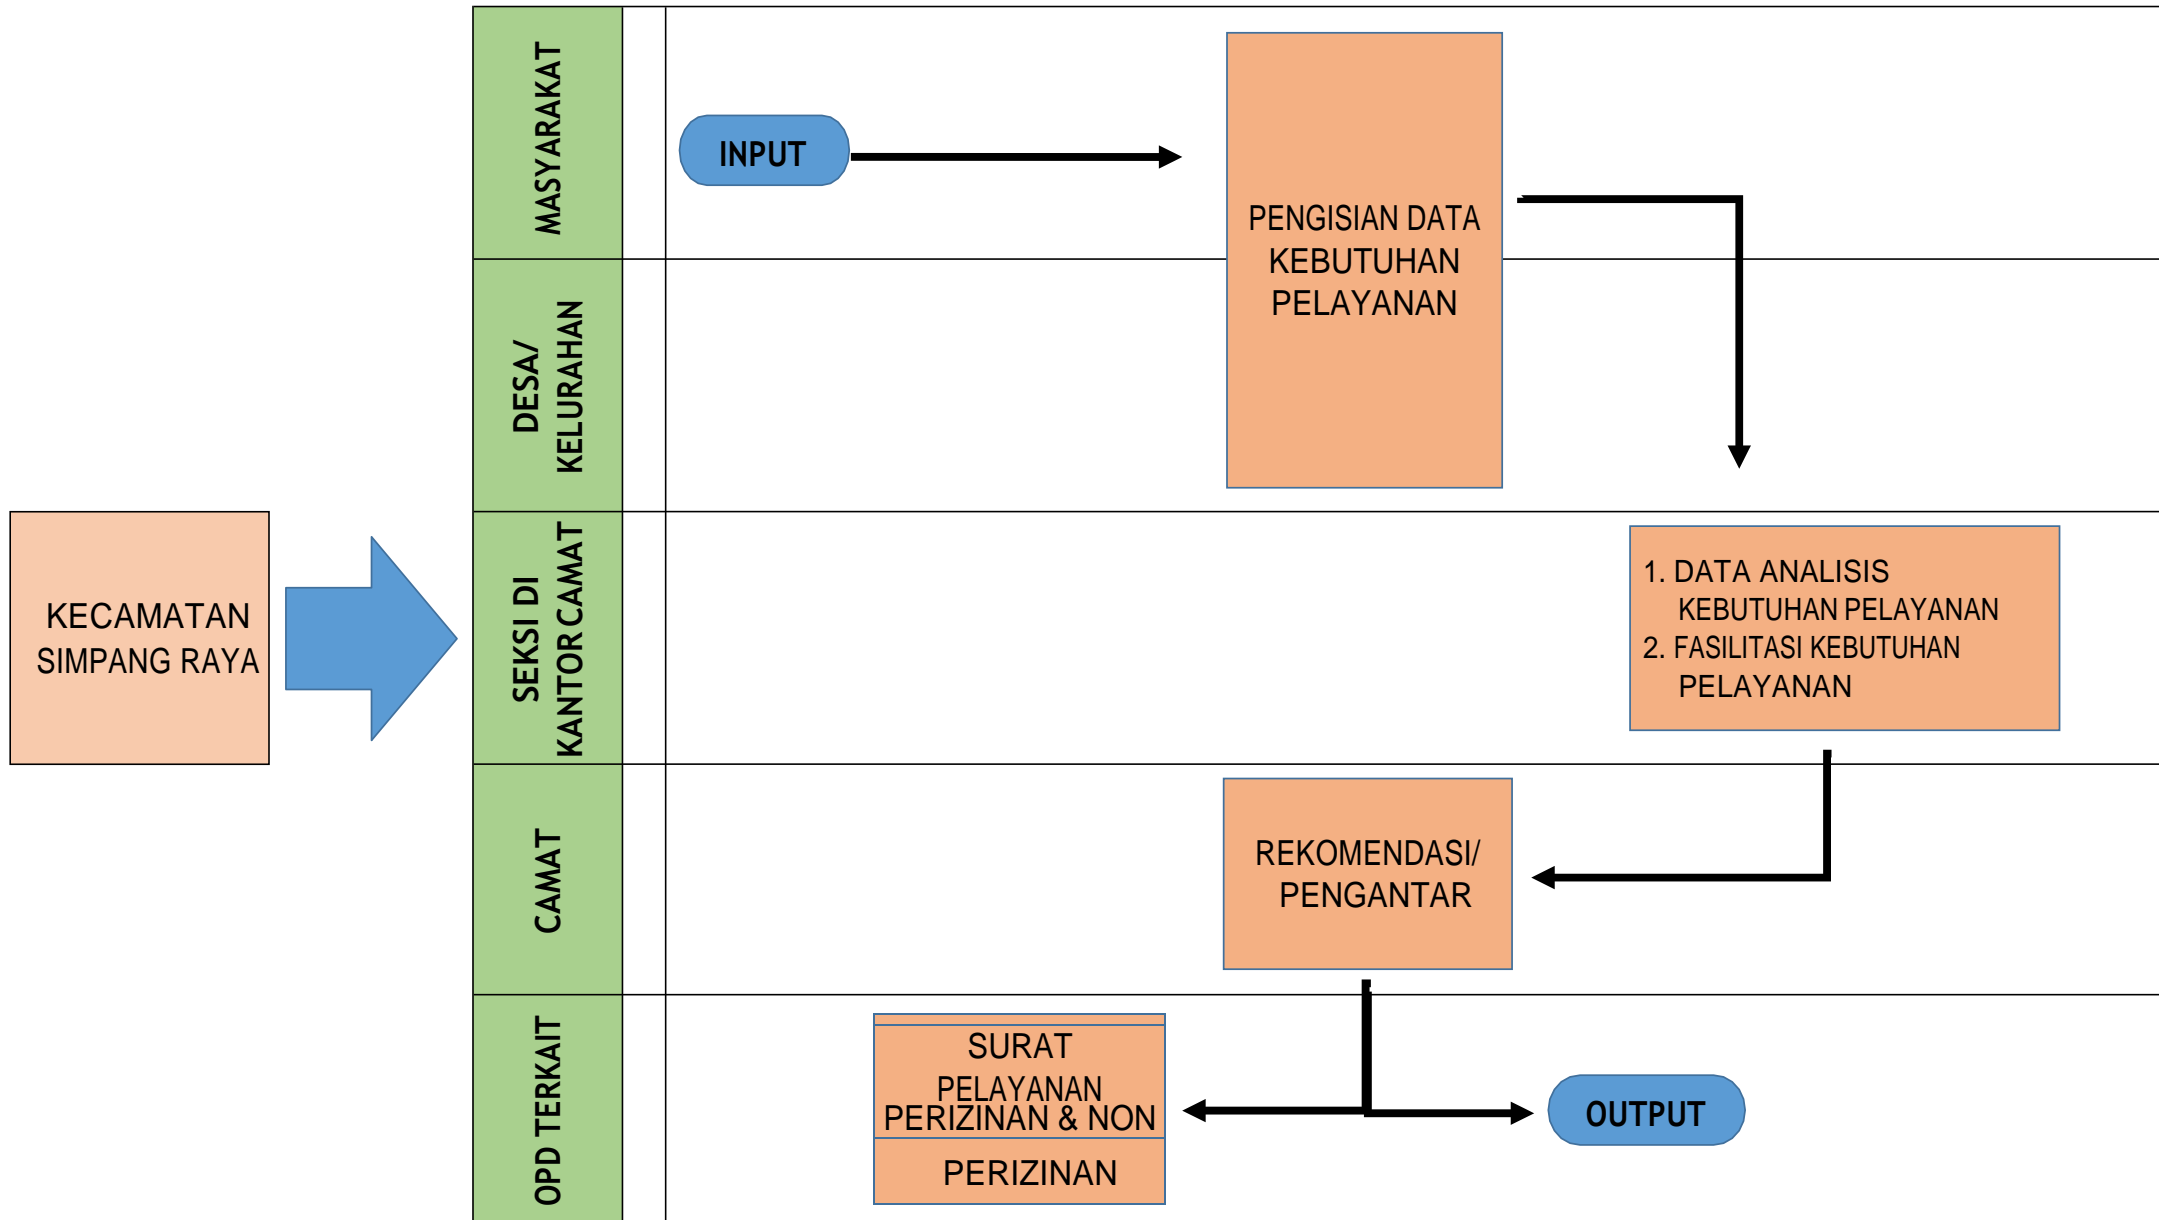 KECAMATAN
SIMPANG RAYA
MASYARAKAT
INPUT
PENGISIAN DATA
KEBUTUHAN
PELAYANAN
DESA/
KELURAHAN
SEKSI DI
KANTOR CAMAT
1. DATA ANALISIS
KEBUTUHAN PELAYANAN
2. FASILITASI KEBUTUHAN
PELAYANAN
CAMAT
REKOMENDASI/
PENGANTAR
OPD TERKAIT
SURAT
PELAYANAN
PERIZINAN & NON
PERIZINAN
OUTPUT